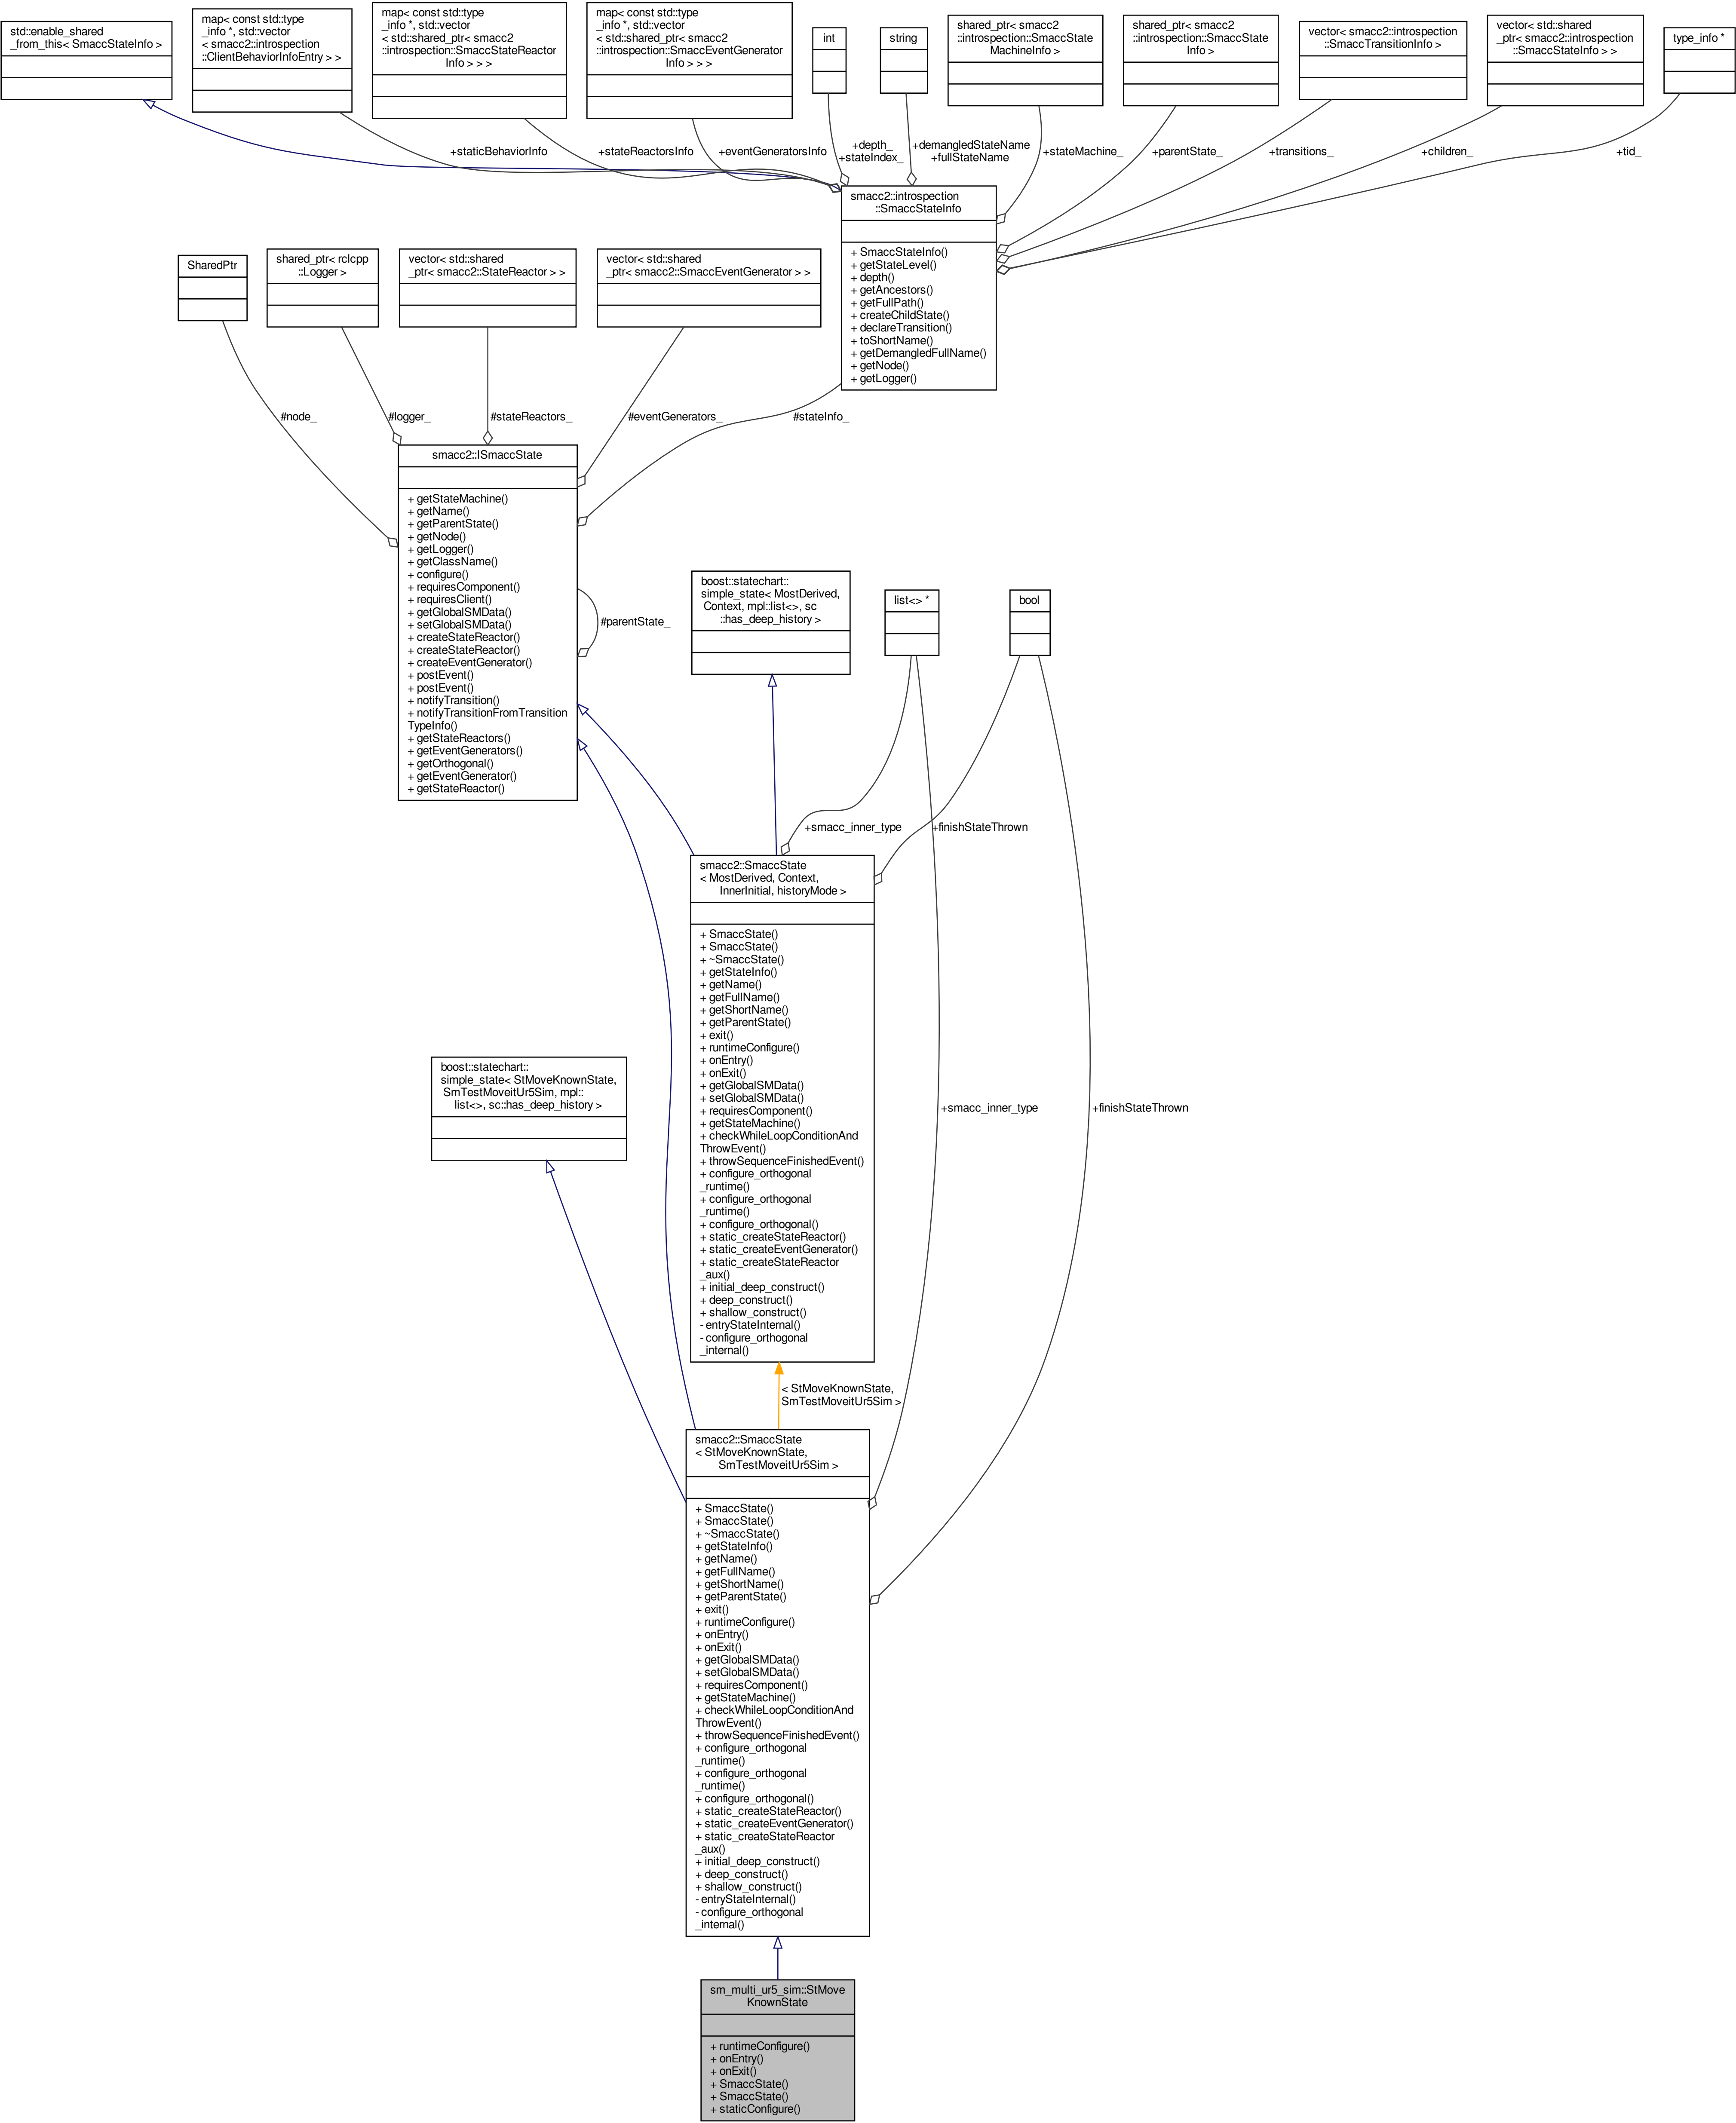 std::enable_shared
_from_this< SmaccStateInfo >
map< const std::type
_info *, std::vector
< smacc2::introspection
::ClientBehaviorInfoEntry > >
map< const std::type
_info *, std::vector
< std::shared_ptr< smacc2
::introspection::SmaccStateReactor
Info > > >
map< const std::type
_info *, std::vector
< std::shared_ptr< smacc2
::introspection::SmaccEventGenerator
Info > > >
int
string
shared_ptr< smacc2
::introspection::SmaccState
MachineInfo >
shared_ptr< smacc2
::introspection::SmaccState
Info >
vector< smacc2::introspection
::SmaccTransitionInfo >
vector< std::shared
_ptr< smacc2::introspection
::SmaccStateInfo > >
type_info *
+staticBehaviorInfo
+stateReactorsInfo
+eventGeneratorsInfo
+depth_
+stateIndex_
+demangledStateName
+fullStateName
+stateMachine_
+parentState_
+transitions_
+children_
+tid_
smacc2::introspection
::SmaccStateInfo
+ SmaccStateInfo()
+ getStateLevel()
+ depth()
+ getAncestors()
+ getFullPath()
+ createChildState()
+ declareTransition()
+ toShortName()
+ getDemangledFullName()
+ getNode()
+ getLogger()
SharedPtr
shared_ptr< rclcpp
::Logger >
vector< std::shared
_ptr< smacc2::StateReactor > >
vector< std::shared
_ptr< smacc2::SmaccEventGenerator > >
#node_
#logger_
#stateReactors_
#eventGenerators_
#stateInfo_
smacc2::ISmaccState
+ getStateMachine()
+ getName()
+ getParentState()
+ getNode()
+ getLogger()
+ getClassName()
+ configure()
+ requiresComponent()
+ requiresClient()
+ getGlobalSMData()
+ setGlobalSMData()
+ createStateReactor()
+ createStateReactor()
+ createEventGenerator()
+ postEvent()
+ postEvent()
+ notifyTransition()
+ notifyTransitionFromTransition
TypeInfo()
+ getStateReactors()
+ getEventGenerators()
+ getOrthogonal()
+ getEventGenerator()
+ getStateReactor()
#parentState_
boost::statechart::
simple_state< MostDerived,
Context, mpl::list<>, sc
::has_deep_history >
list<> *
bool
+smacc_inner_type
+finishStateThrown
smacc2::SmaccState
< MostDerived, Context,
InnerInitial, historyMode >
+ SmaccState()
+ SmaccState()
+ ~SmaccState()
+ getStateInfo()
+ getName()
+ getFullName()
+ getShortName()
+ getParentState()
+ exit()
+ runtimeConfigure()
+ onEntry()
+ onExit()
+ getGlobalSMData()
+ setGlobalSMData()
+ requiresComponent()
+ getStateMachine()
+ checkWhileLoopConditionAnd
ThrowEvent()
+ throwSequenceFinishedEvent()
+ configure_orthogonal
_runtime()
+ configure_orthogonal
_runtime()
+ configure_orthogonal()
+ static_createStateReactor()
+ static_createEventGenerator()
+ static_createStateReactor
_aux()
+ initial_deep_construct()
+ deep_construct()
+ shallow_construct()
- entryStateInternal()
- configure_orthogonal
_internal()
boost::statechart::
simple_state< StMoveKnownState,
SmTestMoveitUr5Sim, mpl::
list<>, sc::has_deep_history >
+smacc_inner_type
+finishStateThrown
< StMoveKnownState,
SmTestMoveitUr5Sim >
smacc2::SmaccState
< StMoveKnownState,
SmTestMoveitUr5Sim >
+ SmaccState()
+ SmaccState()
+ ~SmaccState()
+ getStateInfo()
+ getName()
+ getFullName()
+ getShortName()
+ getParentState()
+ exit()
+ runtimeConfigure()
+ onEntry()
+ onExit()
+ getGlobalSMData()
+ setGlobalSMData()
+ requiresComponent()
+ getStateMachine()
+ checkWhileLoopConditionAnd
ThrowEvent()
+ throwSequenceFinishedEvent()
+ configure_orthogonal
_runtime()
+ configure_orthogonal
_runtime()
+ configure_orthogonal()
+ static_createStateReactor()
+ static_createEventGenerator()
+ static_createStateReactor
_aux()
+ initial_deep_construct()
+ deep_construct()
+ shallow_construct()
- entryStateInternal()
- configure_orthogonal
_internal()
sm_multi_ur5_sim::StMove
KnownState
+ runtimeConfigure()
+ onEntry()
+ onExit()
+ SmaccState()
+ SmaccState()
+ staticConfigure()